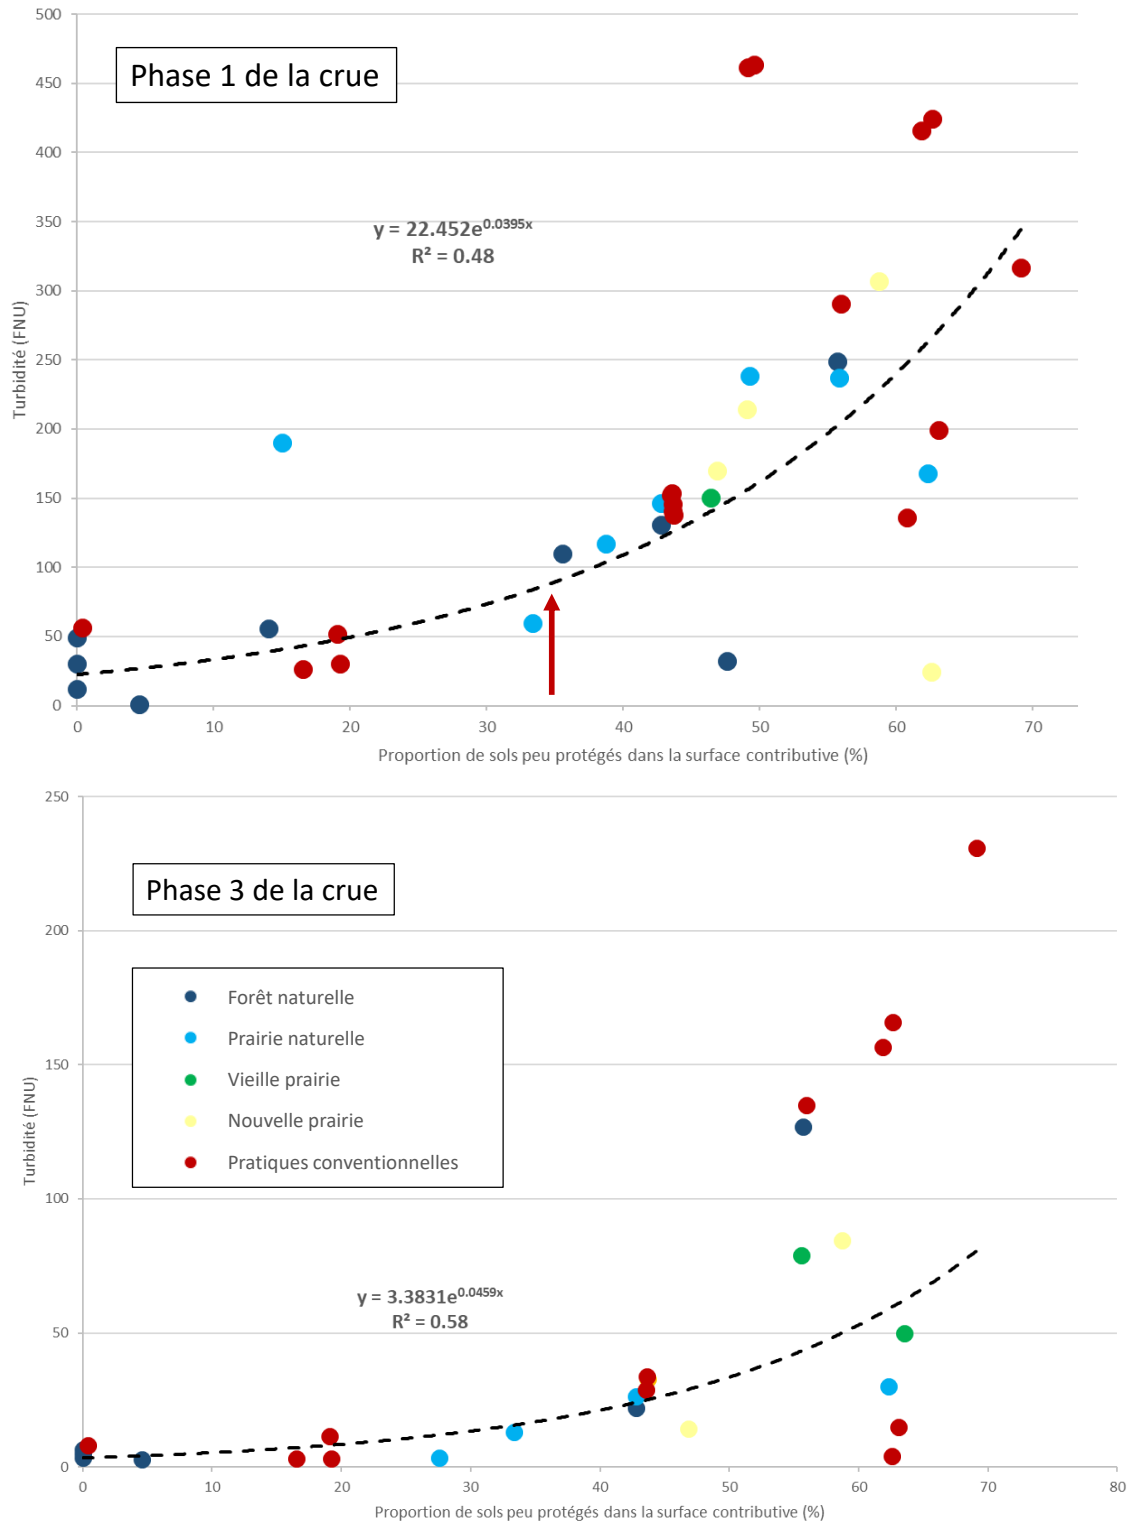 500
450
400
350
300
250
200
150
100
50
0
Turbidité (FNU)
Phase 1 de la crue
y = 22.452e^0.0395x
R² = 0.48
0 10 20 30 40 50 60 70
Proportion de sols peu protégés dans la surface contributive (%)
250
200
150
100
50
0
Turbidité (FNU)
Phase 3 de la crue
Forêt naturelle
Prairie naturelle
Vieille prairie
Nouvelle prairie
Pratiques conventionnelles
y = 3.3831e^0.0459x
R² = 0.58
0 10 20 30 40 50 60 70 80
Proportion de sols peu protégés dans la surface contributive (%)